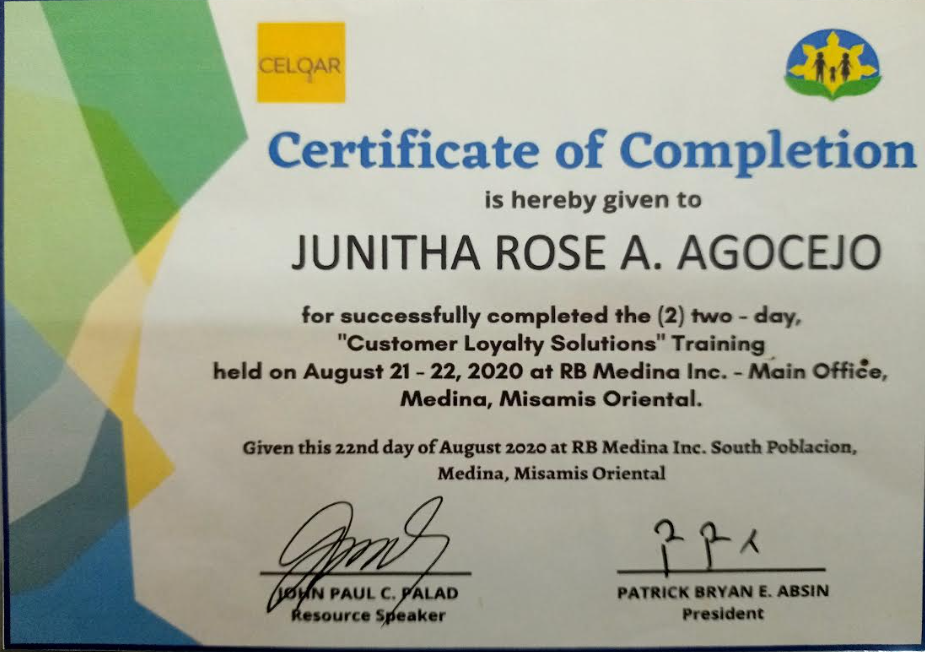 CELQAR
Certificate of Completion
is hereby given to
JUNITHA ROSE A. AGOCEJO
for successfully completed the (2) two - day,
"Customer Loyalty Solutions" Training
held on August 21 - 22, 2020 at RB Medina Inc. - Main Office,
Medina, Misamis Oriental.
Given this 22nd day of August 2020 at RB Medina Inc. South Poblacion,
Medina, Misamis Oriental
JOHN PAUL C. PALAD
Resource Speaker
PATRICK BRYAN E. ABSIN
President